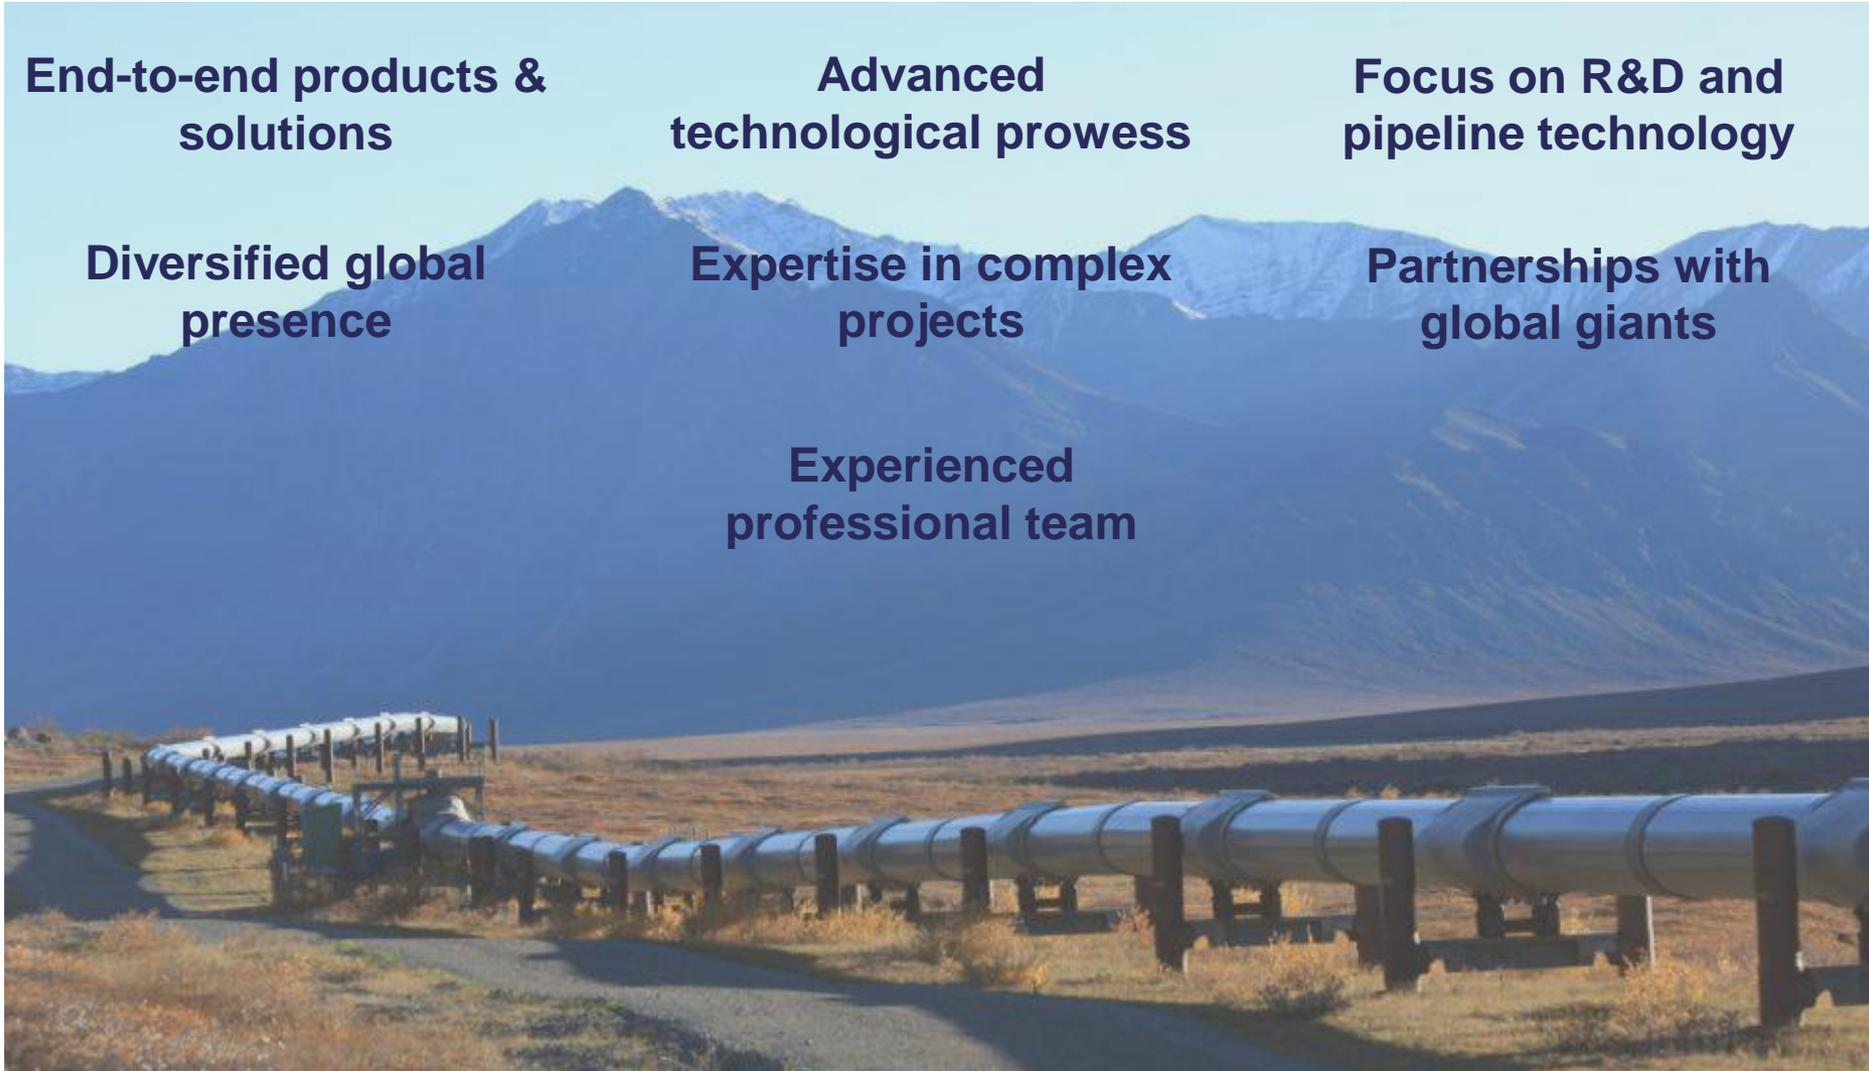 End-to-end products &
solutions
Advanced
technological prowess
Focus on R&D and
pipeline technology
Diversified global
presence
Expertise in complex
projects
Partnerships with
global giants
Experienced
professional team